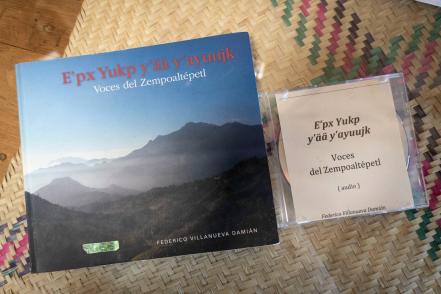 E'px Yukp y'ää y'ayuujk
Voces del Zempoaltépetl
FEDERICO VILLANUEVA DAMIÁN
E'px Yukp
y'ää y'ayuujk
Voces
del Zempoaltépetl
( audio )
Federico Villanueva Damián